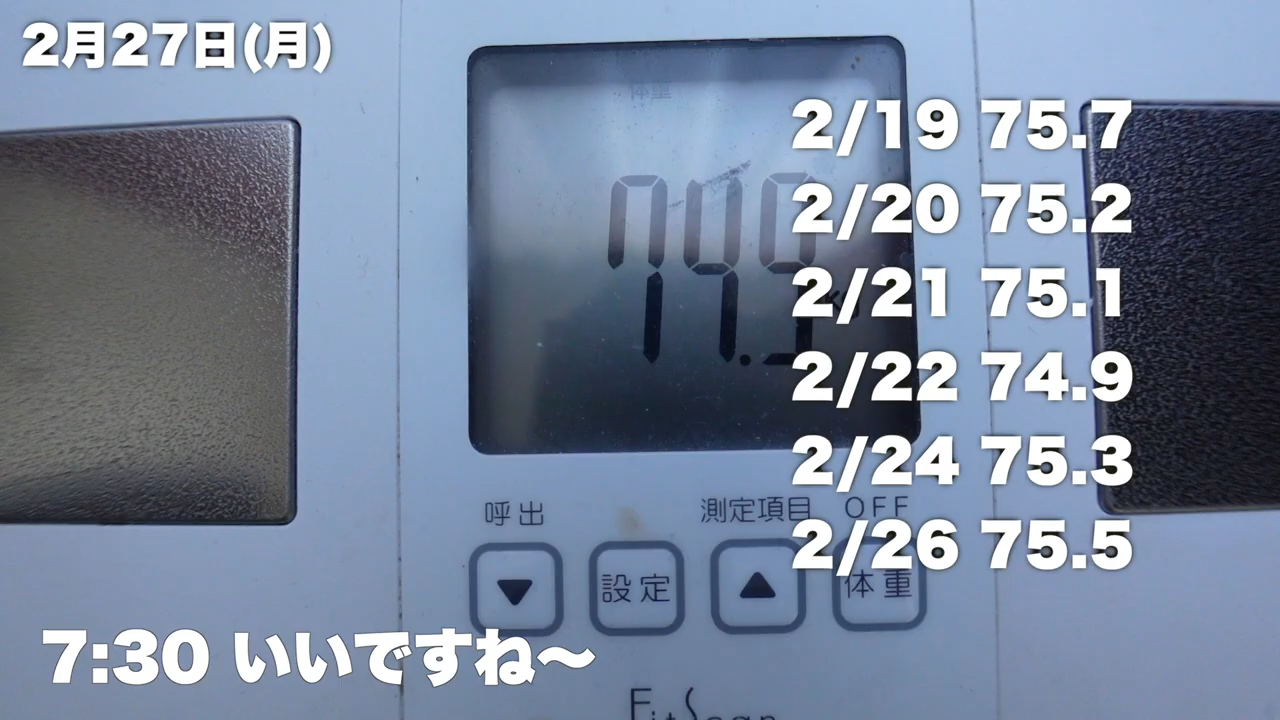 2月27日(月)
体重
2/19 75.7
2/20 75.2
74.9
2/21 75.1
2/22 74.9
2/24 75.3
呼出
測定項目
OFF
2/26 75.5
設定
体重
7:30 いいですね〜
FitScan